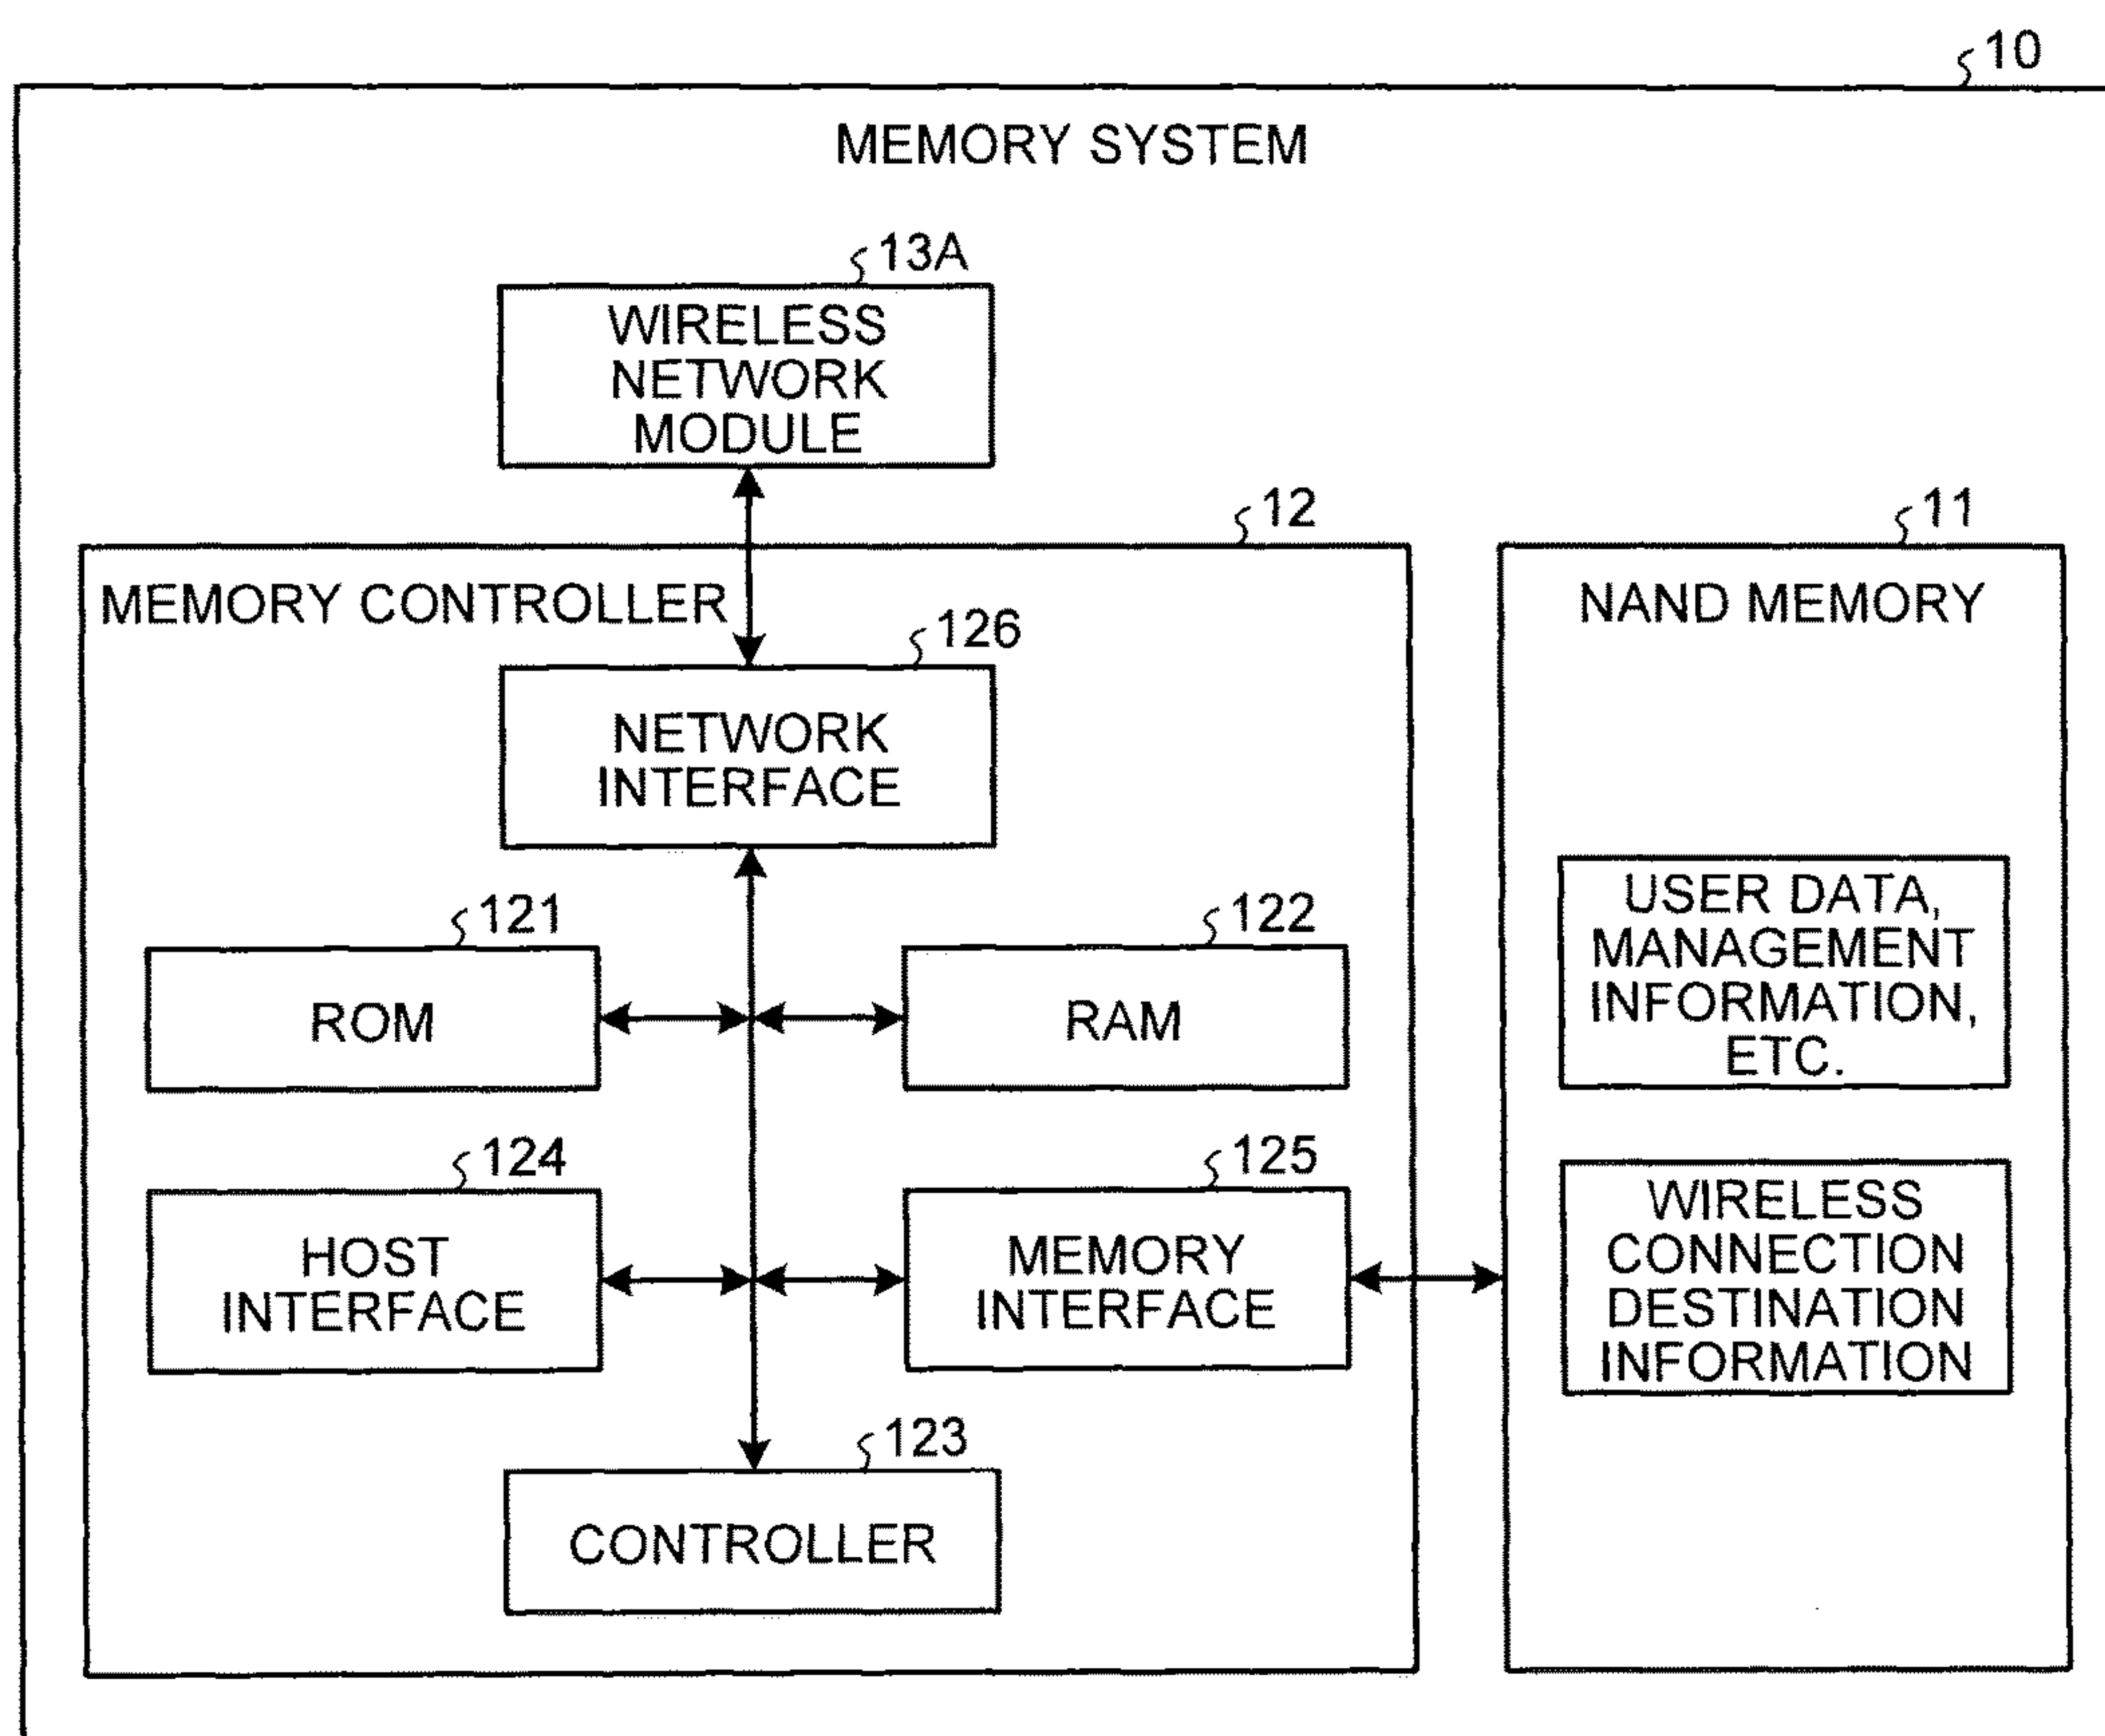 10
MEMORY SYSTEM
13A
WIRELESS
NETWORK
MODULE
12
11
MEMORY CONTROLLER
NAND MEMORY
126
NETWORK
INTERFACE
121
122
ROM
RAM
USER DATA,
MANAGEMENT
INFORMATION,
ETC.
124
125
HOST
INTERFACE
MEMORY
INTERFACE
WIRELESS
CONNECTION
DESTINATION
INFORMATION
123
CONTROLLER